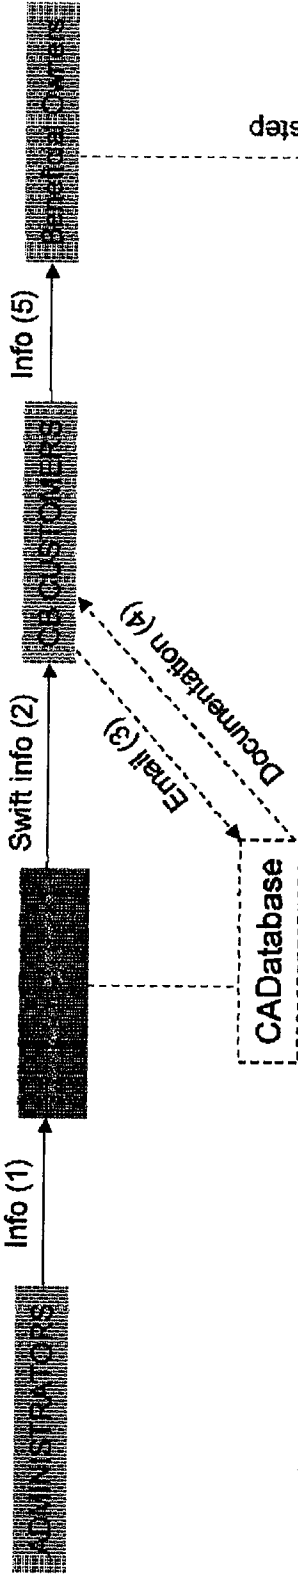 ADMINISTRATORS
Info (1)
Swift info (2)
CB CUSTOMERS
Info (5)
Beneficial Owners
Email (3)
Documentation (4)
CADatabase
step